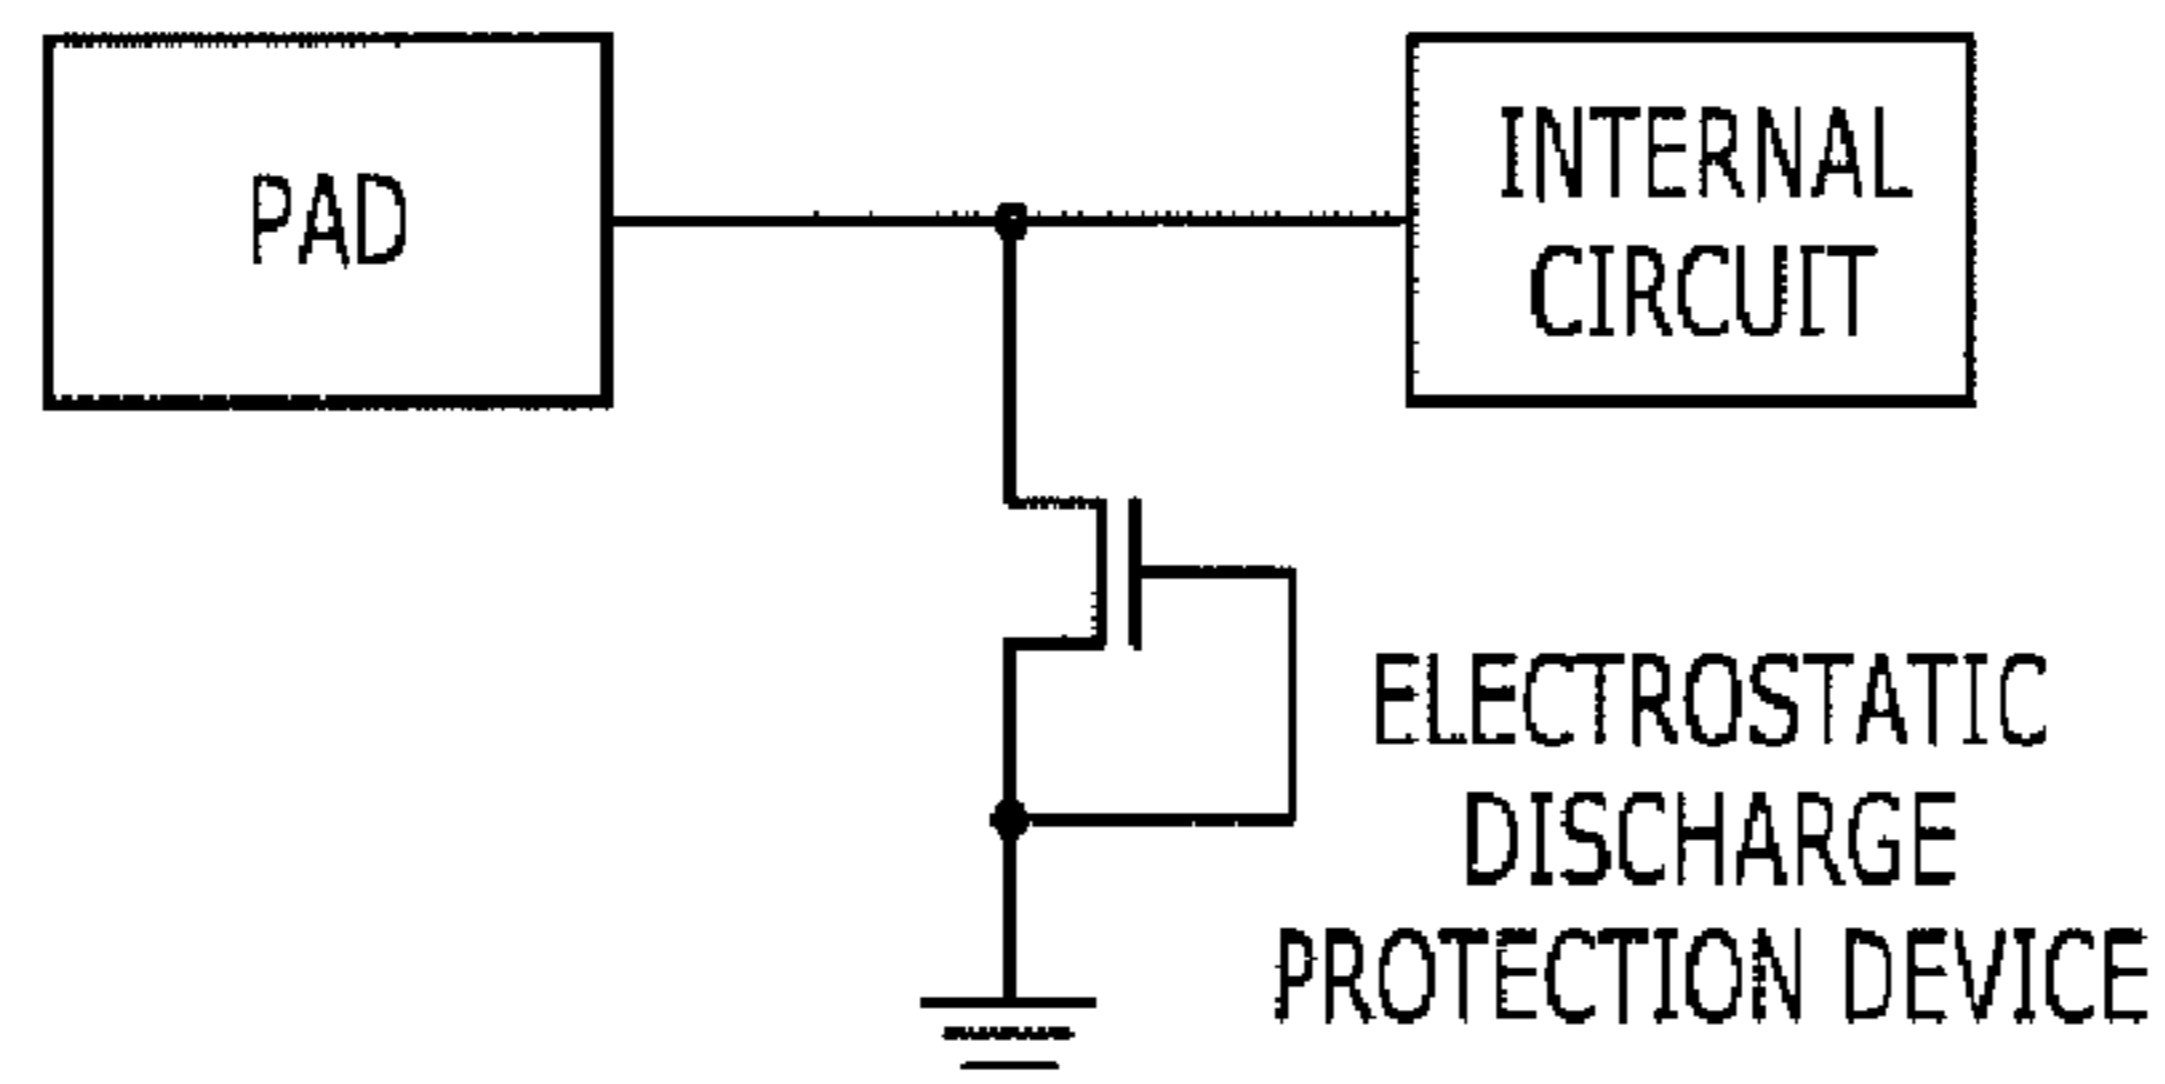 PAD
INTERNAL
CIRCUIT
ELECTROSTATIC
DISCHARGE
PROTECTION DEVICE